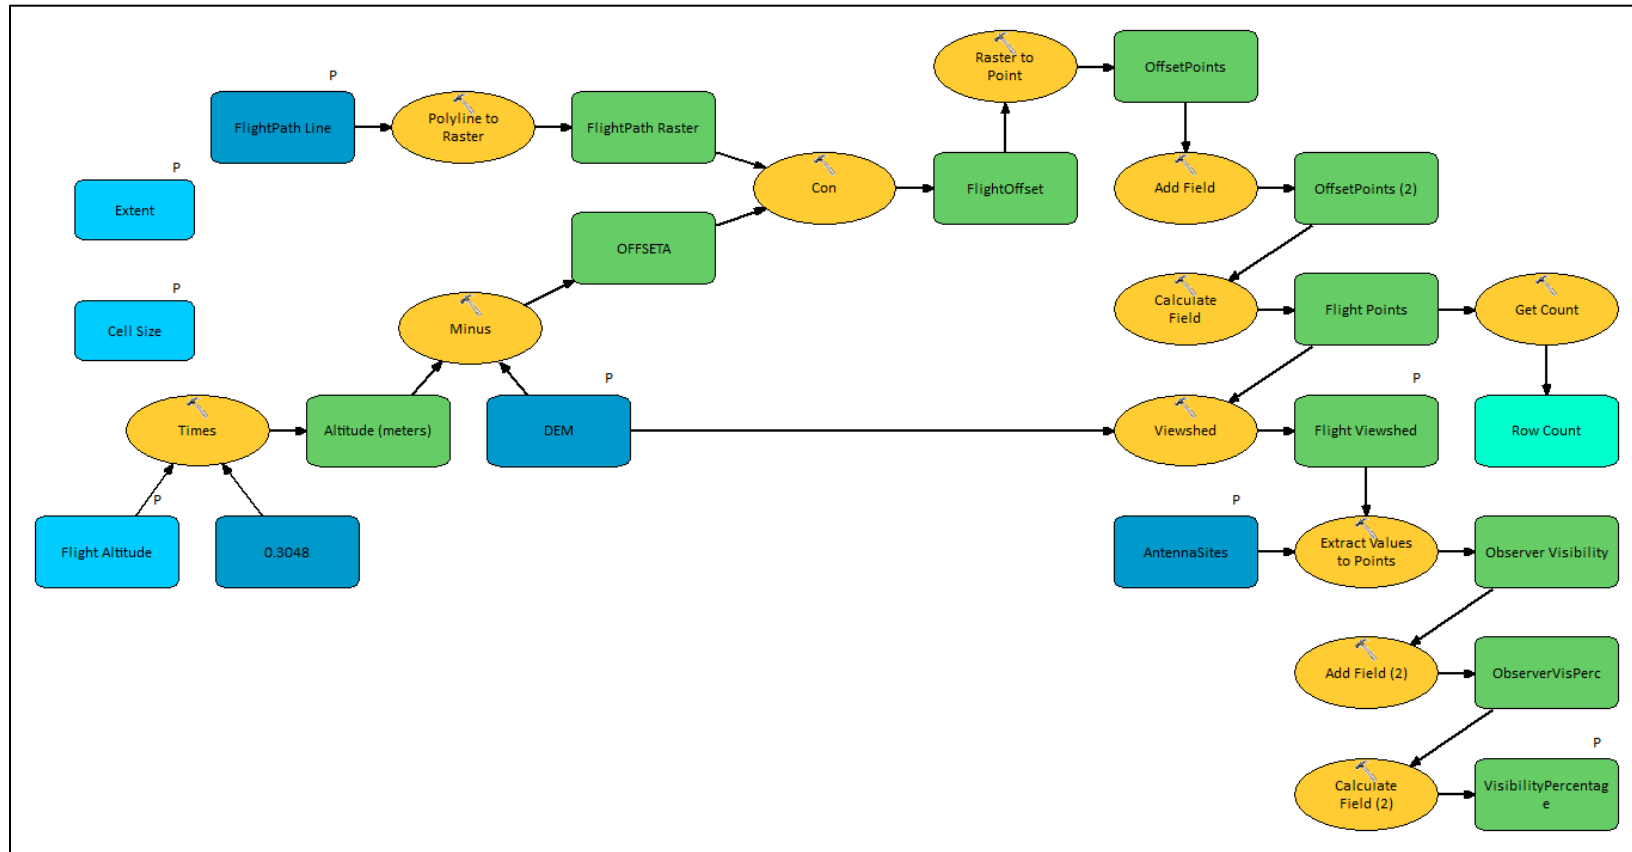 Raster to
Point
OffsetPoints
P
FlightPath Line
Polyline to
Raster
FlightPath Raster
P
Extent
Con
FlightOffset
Add Field
OffsetPoints (2)
OFFSETA
P
Cell Size
Minus
Calculate
Field
Flight Points
Get Count
P
P
Times
Altitude (meters)
DEM
Viewshed
Flight Viewshed
Row Count
P
P
Flight Altitude
0.3048
AntennaSites
Extract Values
to Points
Observer Visibility
Add Field (2)
ObserverVisPerc
P
Calculate
Field (2)
VisibilityPercentag
e